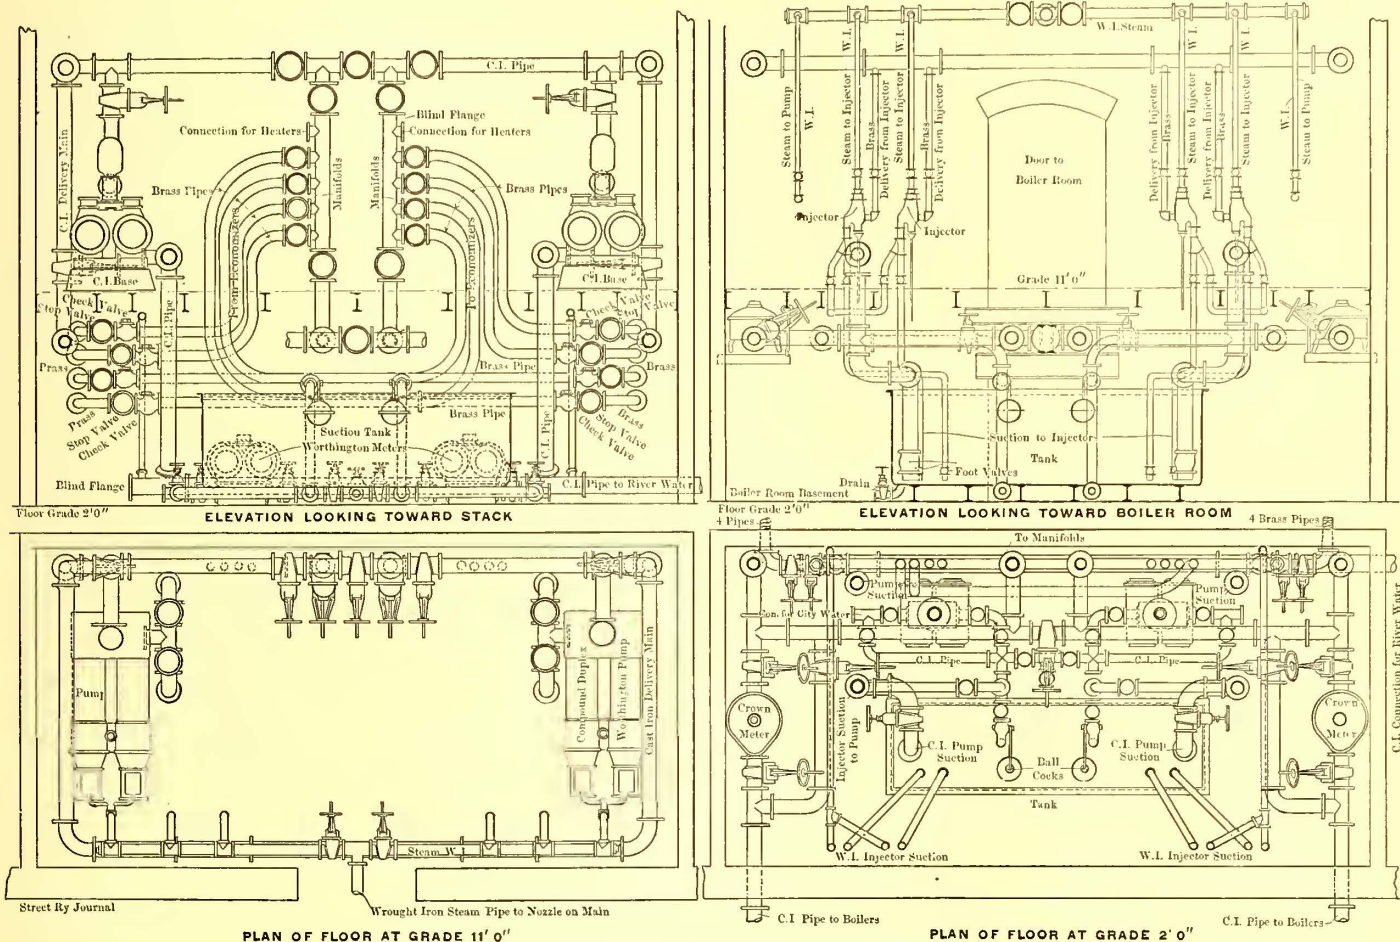 C.I. Pipe
C.I. Delivery Main
Blind Flange
Connection for Heaters
Connection for Heaters
Manifolds
Manifolds
Brass Pipes
Brass Pipes
From Economizers
To Economizers
C.I. Base
C.I. Base
Check Valve
Stop Valve
Check Valve
Stop Valve
C.I. Pipe
Brass
Brass
Brass Pipe
Brass Pipe
Brass
Stop Valve
Check Valve
Brass
Stop Valve
Check Valve
C.I. Pipe
Suction Tank
Worthington Meters
Blind Flange
C.I. Pipe to River Water
Floor Grade 2'0"
ELEVATION LOOKING TOWARD STACK
W.I. Steam
W.I.
W.I.
W.I.
W.I.
Steam to Pump
W.I.
Steam to Injector
Brass
Delivery from Injector
Steam to Injector
Brass
Delivery from Injector
Door to
Boiler Room
Delivery from Injector
Brass
Steam to Injector
Delivery from Injector
Brass
Steam to Injector
W.I.
Steam to Pump
Injector
Injector
Grade 11'0"
Suction to Injector
Tank
Foot Valves
Drain
Boiler Room Basement
Floor Grade 2'0"
ELEVATION LOOKING TOWARD BOILER ROOM
Pump
Compound Duplex
Worthington Pump
Cast Iron Delivery Main
Steam W.I.
Wrought Iron Steam Pipe to Nozzle on Main
Street Ry Journal
PLAN OF FLOOR AT GRADE 11' 0"
4 Pipes
4 Brass Pipes
To Manifolds
Pump
Suction
Pump
Suction
Con. for City Water
C.I. Pipe
C.I. Pipe
C.I. Connection for River Water
Crown
Meter
Crown
Meter
Injector Suction
to Pump
C.I. Pump
Suction
Ball
Cocks
C.I. Pump
Suction
Tank
W.I. Injector Suction
W.I. Injector Suction
C.I Pipe to Boilers
C.I. Pipe to Boilers
PLAN OF FLOOR AT GRADE 2' 0"